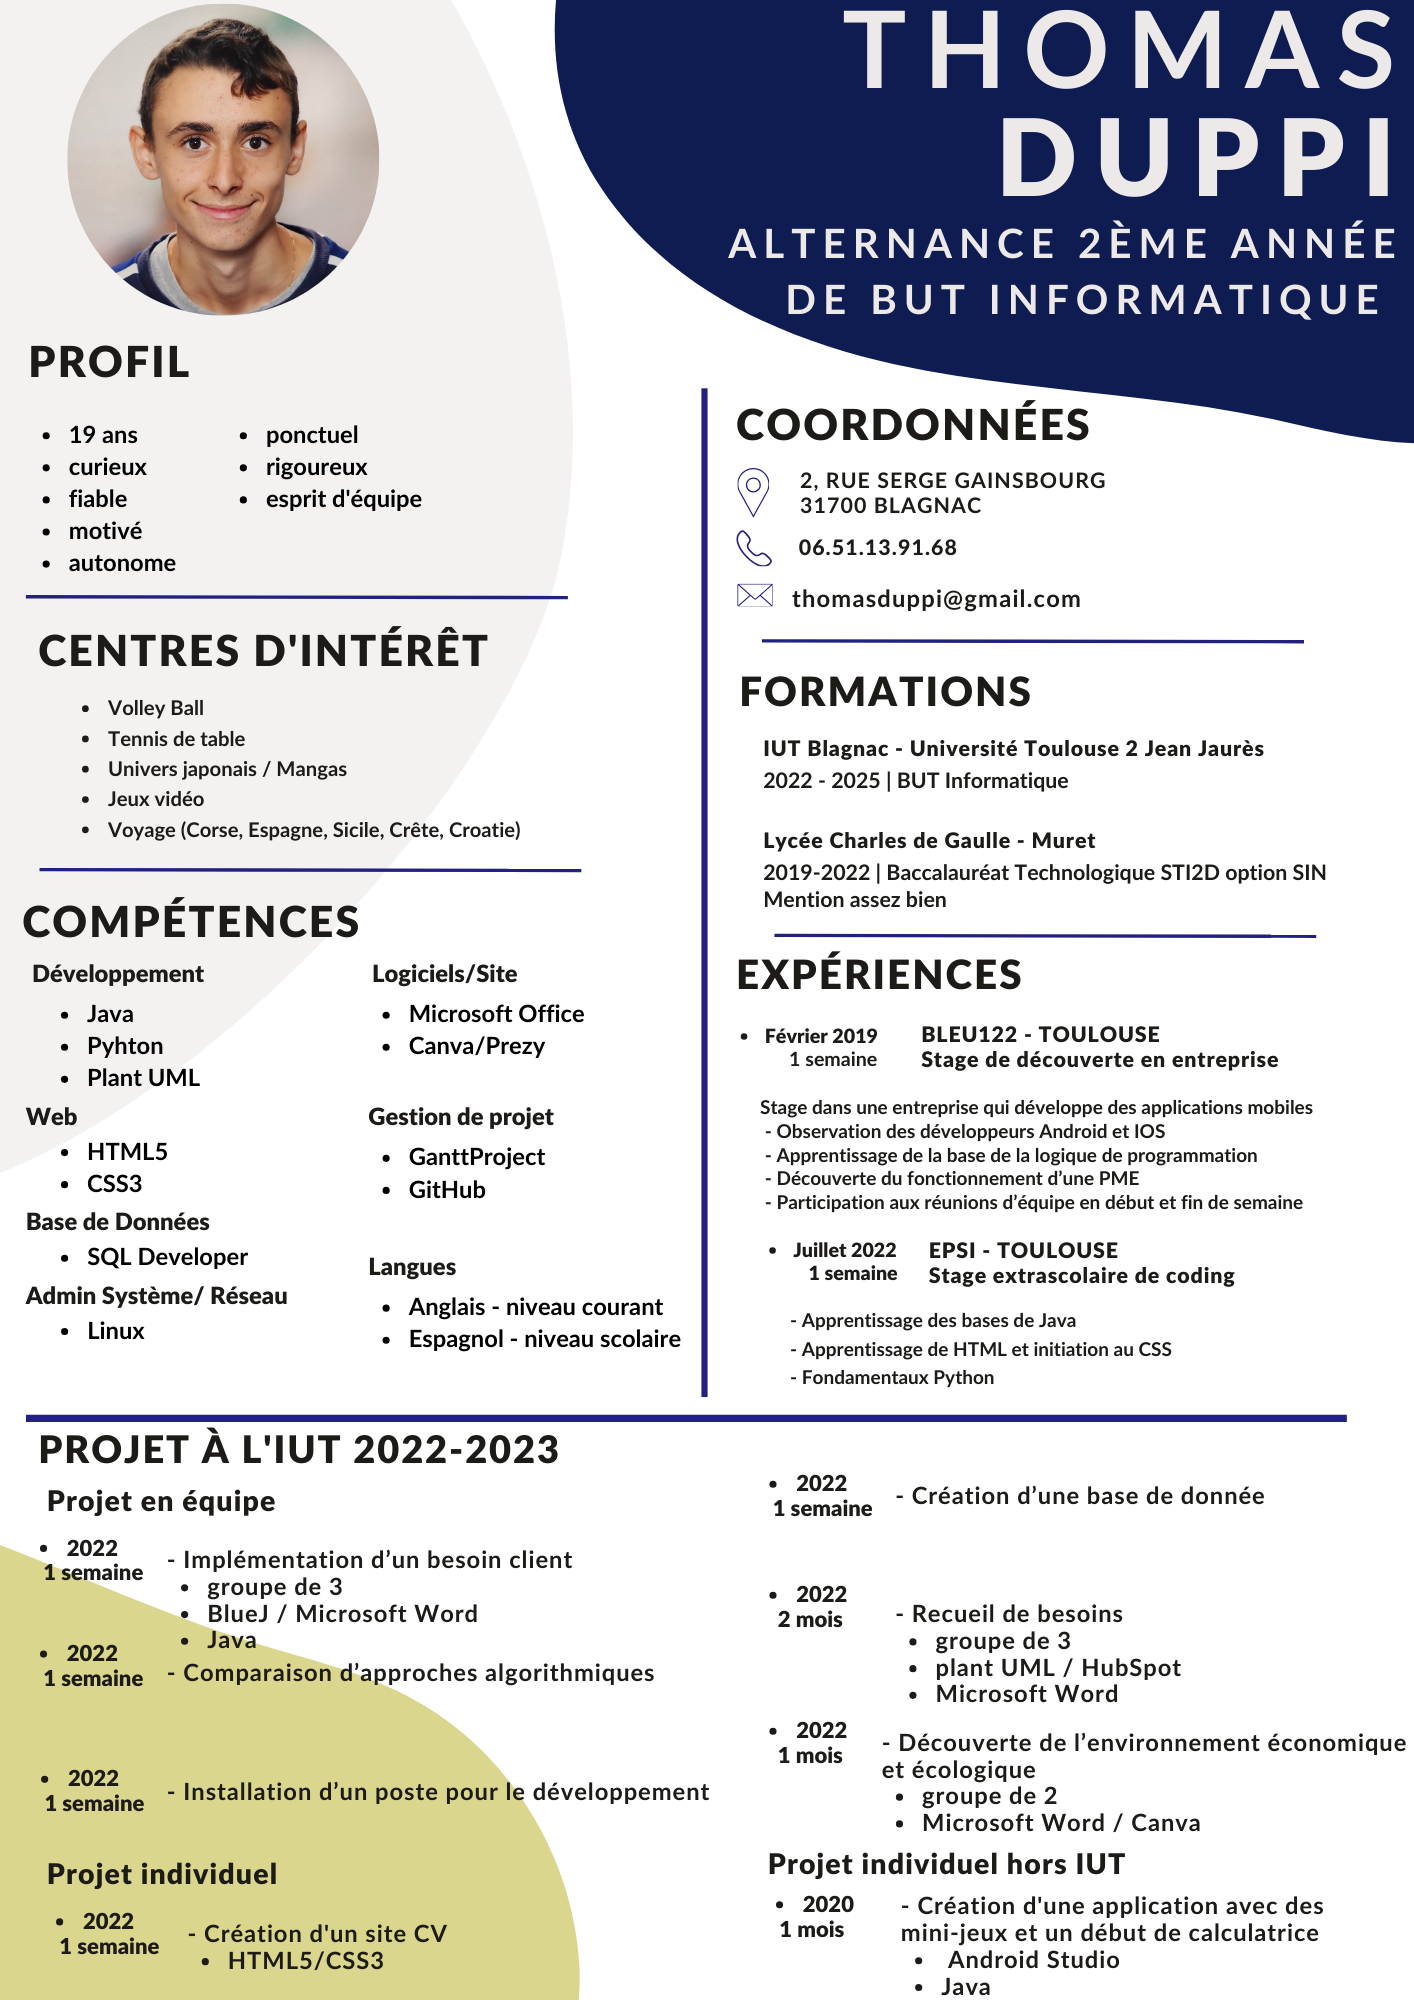 THOMAS
DUPPI
ALTERNANCE 2ÈME ANNÉE
DE BUT INFORMATIQUE
PROFIL
• 19 ans
• curieux
• fiable
• motivé
• autonome
• ponctuel
• rigoureux
• esprit d'équipe
CENTRES D'INTÉRÊT
• Volley Ball
• Tennis de table
• Univers japonais / Mangas
• Jeux vidéo
• Voyage (Corse, Espagne, Sicile, Crête, Croatie)
COMPÉTENCES
Développement
• Java
• Pyhton
• Plant UML
Web
• HTML5
• CSS3
Base de Données
• SQL Developer
Admin Système/ Réseau
• Linux
Logiciels/Site
• Microsoft Office
• Canva/Prezy
Gestion de projet
• GanttProject
• GitHub
Langues
• Anglais - niveau courant
• Espagnol - niveau scolaire
COORDONNÉES
2, RUE SERGE GAINSBOURG
31700 BLAGNAC
06.51.13.91.68
thomasduppi@gmail.com
FORMATIONS
IUT Blagnac - Université Toulouse 2 Jean Jaurès
2022 - 2025 | BUT Informatique
Lycée Charles de Gaulle - Muret
2019-2022 | Baccalauréat Technologique STI2D option SIN
Mention assez bien
EXPÉRIENCES
• Février 2019
1 semaine
BLEU122 - TOULOUSE
Stage de découverte en entreprise
Stage dans une entreprise qui développe des applications mobiles
- Observation des développeurs Android et IOS
- Apprentissage de la base de la logique de programmation
- Découverte du fonctionnement d’une PME
- Participation aux réunions d’équipe en début et fin de semaine
• Juillet 2022
1 semaine
EPSI - TOULOUSE
Stage extrascolaire de coding
- Apprentissage des bases de Java
- Apprentissage de HTML et initiation au CSS
- Fondamentaux Python
PROJET À L'IUT 2022-2023
Projet en équipe
• 2022
1 semaine
- Implémentation d’un besoin client
• groupe de 3
• BlueJ / Microsoft Word
• Java
• 2022
1 semaine
- Comparaison d’approches algorithmiques
• 2022
1 semaine
- Installation d’un poste pour le développement
Projet individuel
• 2022
1 semaine
- Création d'un site CV
• HTML5/CSS3
• 2022
1 semaine
- Création d’une base de donnée
• 2022
2 mois
- Recueil de besoins
• groupe de 3
• plant UML / HubSpot
• Microsoft Word
• 2022
1 mois
- Découverte de l’environnement économique
et écologique
• groupe de 2
• Microsoft Word / Canva
Projet individuel hors IUT
• 2020
1 mois
- Création d'une application avec des
mini-jeux et un début de calculatrice
• Android Studio
• Java